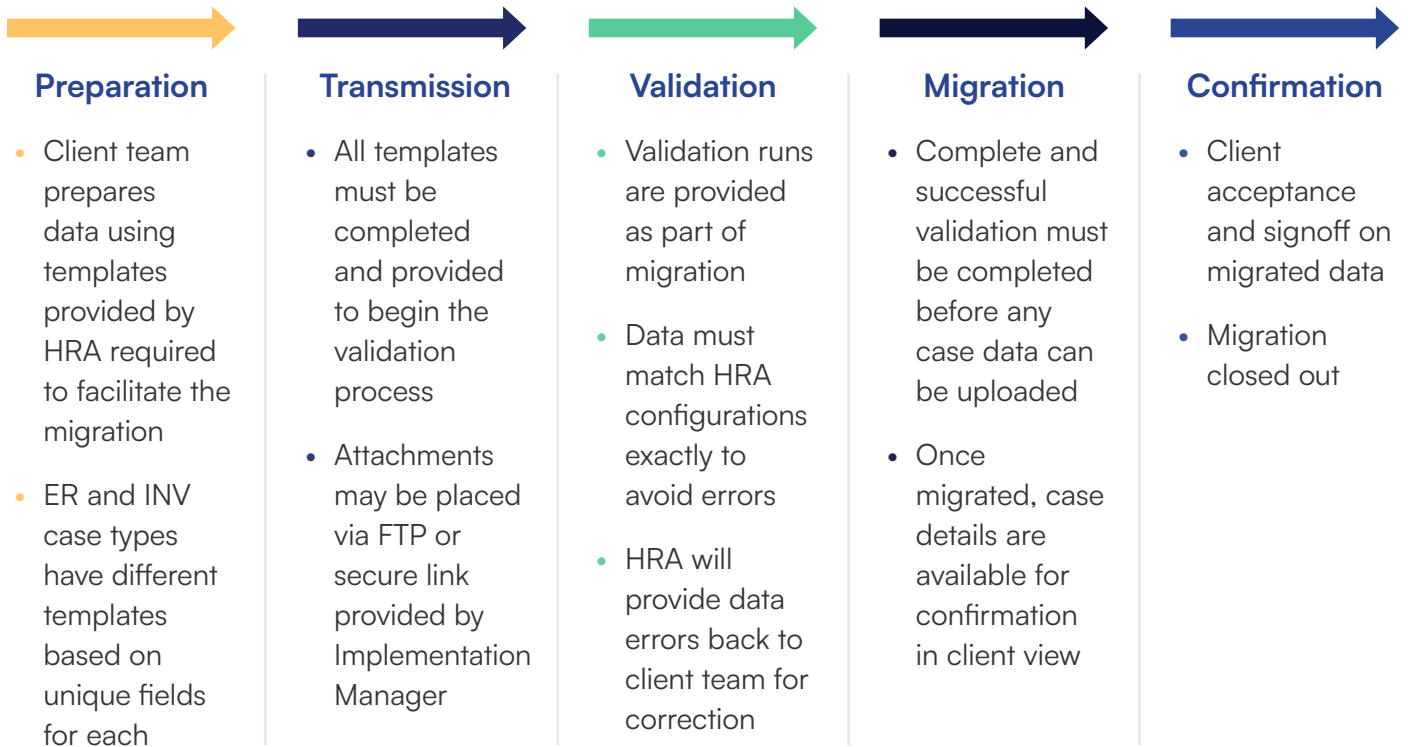 Preparation
Client team
prepares
data using
templates
provided by
HRA required
to facilitate the
migration
ER and INV
case types
have different
templates
based on
unique fields
for each
Transmission
All templates
must be
completed
and provided
to begin the
validation
process
Attachments
may be placed
via FTP or
secure link
provided by
Implementation
Manager
Validation
Validation runs
are provided
as part of
migration
Data must
match HRA
configurations
exactly to
avoid errors
HRA will
provide data
errors back to
client team for
correction
Migration
Complete and
successful
validation must
be completed
before any
case data can
be uploaded
Once
migrated, case
details are
available for
confirmation
in client view
Confirmation
Client
acceptance
and signoff on
migrated data
Migration
closed out